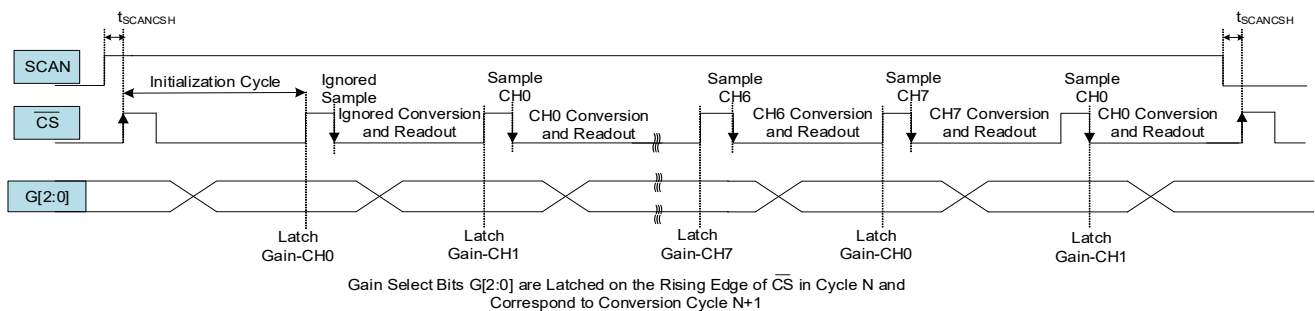 tSCANCSH
tSCANCSH
SCAN
Initialization Cycle
Ignored
Sample
Sample
CH0
Sample
CH6
Sample
CH7
Sample
CH0
CS
Ignored Conversion
and Readout
CH0 Conversion
and Readout
CH6 Conversion
and Readout
CH7 Conversion
and Readout
CH0 Conversion
and Readout
G[2:0]
Latch
Gain-CH0
Latch
Gain-CH1
Latch
Gain-CH7
Latch
Gain-CH0
Latch
Gain-CH1
Gain Select Bits G[2:0] are Latched on the Rising Edge of CS in Cycle N and
Correspond to Conversion Cycle N+1